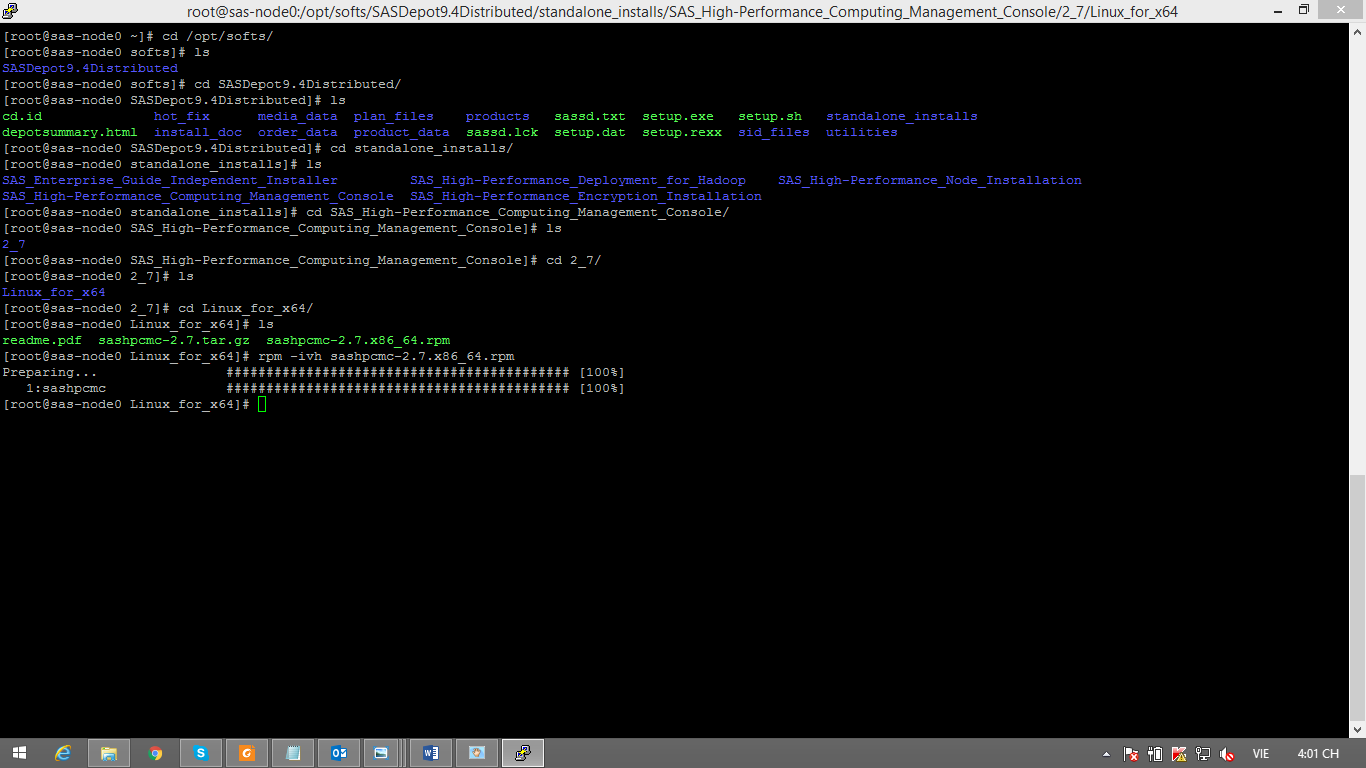 root@sas-node0:/opt/softs/SASDepot9.4Distributed/standalone_installs/SAS_High-Performance_Computing_Management_Console/2_7/Linux_for_x64
[root@sas-node0 ~]# cd /opt/softs/
[root@sas-node0 softs]# ls
SASDepot9.4Distributed
[root@sas-node0 softs]# cd SASDepot9.4Distributed/
[root@sas-node0 SASDepot9.4Distributed]# ls
cd.id hot_fix media_data plan_files products sassd.txt setup.exe setup.sh standalone_installs
depotsummary.html install_doc order_data product_data sassd.lck setup.dat setup.rexx sid_files utilities
[root@sas-node0 SASDepot9.4Distributed]# cd standalone_installs/
[root@sas-node0 standalone_installs]# ls
SAS_Enterprise_Guide_Independent_Installer SAS_High-Performance_Deployment_for_Hadoop SAS_High-Performance_Node_Installation
SAS_High-Performance_Computing_Management_Console SAS_High-Performance_Encryption_Installation
[root@sas-node0 standalone_installs]# cd SAS_High-Performance_Computing_Management_Console/
[root@sas-node0 SAS_High-Performance_Computing_Management_Console]# ls
2_7
[root@sas-node0 SAS_High-Performance_Computing_Management_Console]# cd 2_7/
[root@sas-node0 2_7]# ls
Linux_for_x64
[root@sas-node0 2_7]# cd Linux_for_x64/
[root@sas-node0 Linux_for_x64]# ls
readme.pdf sashpcmc-2.7.tar.gz sashpcmc-2.7.x86_64.rpm
[root@sas-node0 Linux_for_x64]# rpm -ivh sashpcmc-2.7.x86_64.rpm
Preparing... ########################################### [100%]
1:sashpcmc ########################################### [100%]
[root@sas-node0 Linux_for_x64]#
VIE 4:01 CH